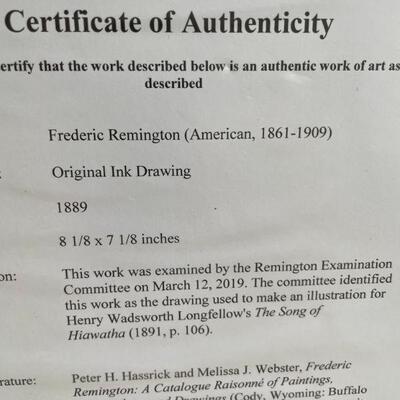 Certificate of Authenticity
ertify that the work described below is an authentic work of art as
described
Frederic Remington (American, 1861-1909)
Original Ink Drawing
1889
8 1/8 x 7 1/8 inches
on: This work was examined by the Remington Examination
Committee on March 12, 2019. The committee identified
this work as the drawing used to make an illustration for
Henry Wadsworth Longfellow's The Song of
Hiawatha (1891, p. 106).
rature: Peter H. Hassrick and Melissa J. Webster, Frederic
Remington: A Catalogue Raisonné of Paintings,
Drawings (Cody, Wyoming: Buffalo